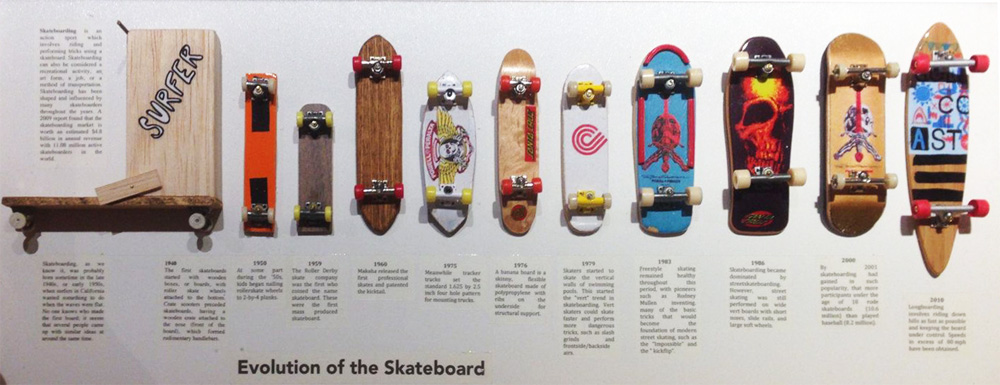 Skateboarding is an
action sport which
involves riding and
performing tricks using a
skateboard. Skateboarding
can also be considered a
recreational activity, an
art form, a job, or a
method of transportation.
Skateboarding has been
shaped and influenced by
many skateboarders
throughout the years. A
2009 report found that the
skateboarding market is
worth an estimated $4.8
billion in annual revenue
with 11.08 million active
skateboarders in the
world.
SURFER
AST
Skateboarding, as we
know it, was probably
born sometime in the late
1940s, or early 1950s,
when surfers in California
wanted something to do
when the waves were flat.
No one knows who made
the first board, it seems
that several people came
up with similar ideas at
around the same time.
1940
The first skateboards
started with wooden
boxes, or boards, with
roller skate wheels
attached to the bottom.
Crate scooters preceded
skateboards, having a
wooden crate attached to
the nose (front of the
board), which formed
rudimentary handlebars.
1950
At some part
during the '50s,
kids began nailing
rollerskate wheels
to 2-by-4 planks.
1959
The Roller Derby
skate company
was the first who
coined the name
skateboard. These
were the first
mass produced
skateboard.
1960
Makaha released the
first professional
skates and patented
the kicktail.
1975
Meanwhile tracker
trucks set the
standard 1.625 by 2.5
inch four hole pattern
for mounting trucks.
1976
A banana board is a
skinny, flexible
skateboard made of
polypropylene with
ribs on the
underside for
structural support.
1979
Skaters started to
skate the vertical
walls of swimming
pools. This started
the "vert" trend in
skateboarding. Vert
skaters could skate
faster and perform
more dangerous
tricks, such as slash
grinds and
frontside/backside
airs.
1983
Freestyle skating
remained healthy
throughout this
period, with pioneers
such as Rodney
Mullen inventing
many of the basic
tricks that would
become the
foundation of modern
street skating, such as
the "Impossible" and
the "kickflip".
1986
Skateboarding became
dominated by
streetskateboarding.
However, street
skating was still
performed on wide
vert boards with short
noses, slide rails, and
large soft wheels.
2000
By 2001
skateboarding had
gained in such
popularity, that more
participants under the
age of 18 rode
skateboards (10.6
million) than played
baseball (8.2 million).
2010
Longboarding
involves riding down
hills as fast as possible
and keeping the board
under control. Speeds
in excess of 80 mph
have been obtained.
Evolution of the Skateboard